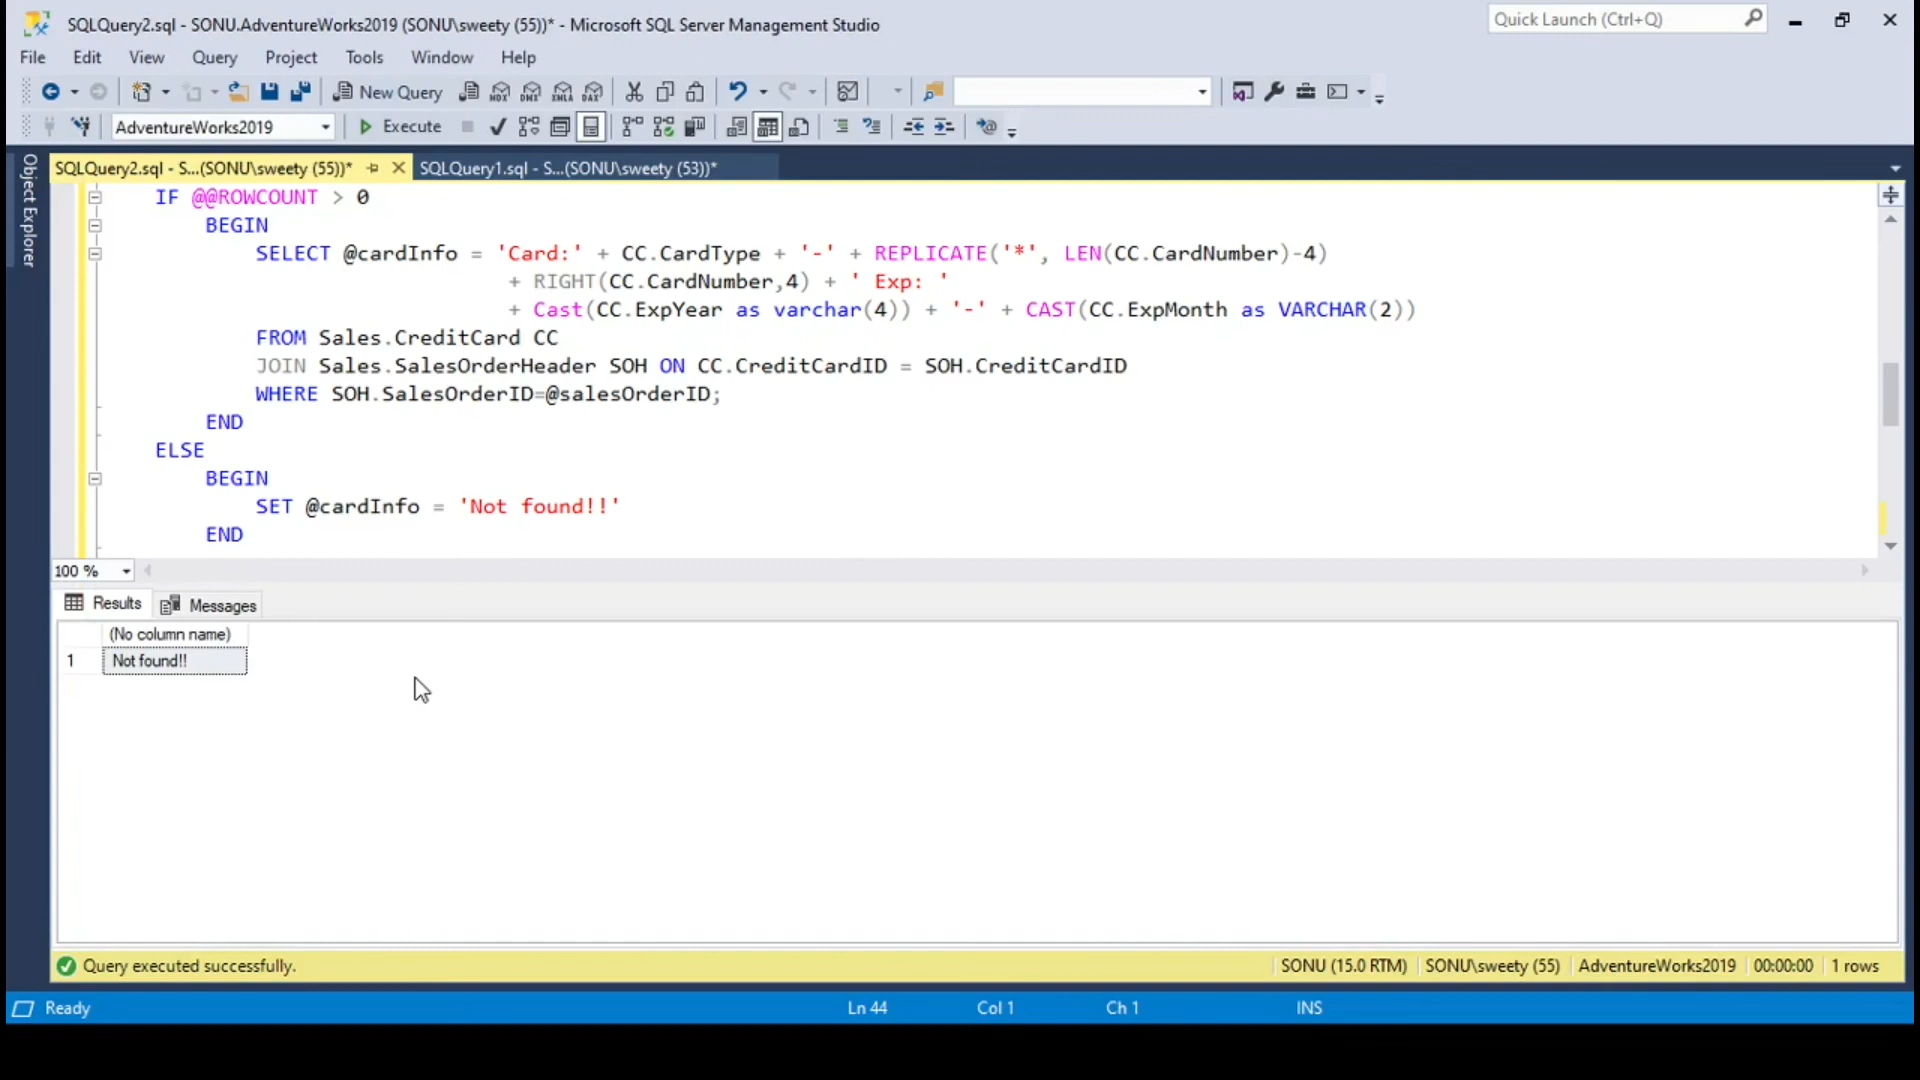 SQLQuery2.sql - SONU.AdventureWorks2019 (SONU\sweety (55))* - Microsoft SQL Server Management Studio
Quick Launch (Ctrl+Q)
File Edit View Query Project Tools Window Help
New Query MDX DMX XMLA DAX
AdventureWorks2019 Execute
Object Explorer
SQLQuery2.sql - S...(SONU\sweety (55))* SQLQuery1.sql - S...(SONU\sweety (53))*
IF @@ROWCOUNT > 0
BEGIN
SELECT @cardInfo = 'Card:' + CC.CardType + '-' + REPLICATE('*', LEN(CC.CardNumber)-4)
+ RIGHT(CC.CardNumber,4) + ' Exp: '
+ Cast(CC.ExpYear as varchar(4)) + '-' + CAST(CC.ExpMonth as VARCHAR(2))
FROM Sales.CreditCard CC
JOIN Sales.SalesOrderHeader SOH ON CC.CreditCardID = SOH.CreditCardID
WHERE SOH.SalesOrderID=@salesOrderID;
END
ELSE
BEGIN
SET @cardInfo = 'Not found!!'
END
100 %
Results Messages
(No column name)
1 Not found!!
Query executed successfully. SONU (15.0 RTM) SONU\sweety (55) AdventureWorks2019 00:00:00 1 rows
Ready Ln 44 Col 1 Ch 1 INS